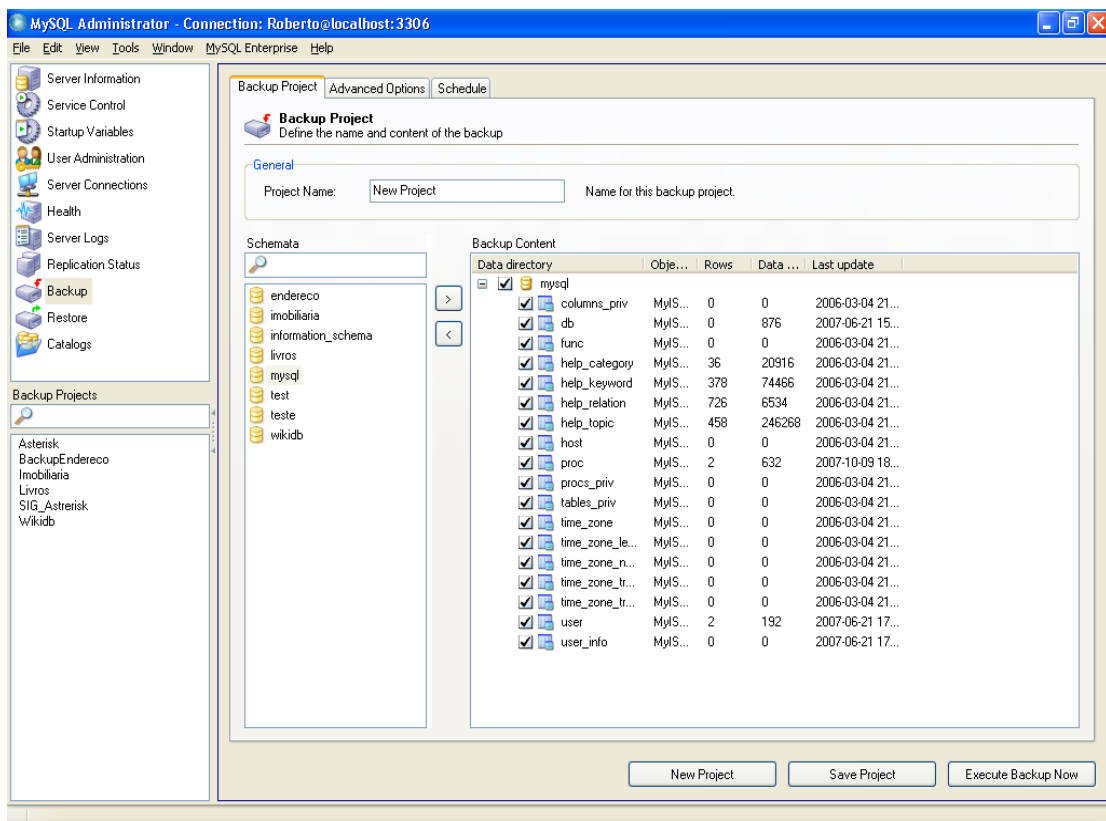 MySQL Administrator - Connection: Roberto@localhost:3306
File Edit View Tools Window MySQL Enterprise Help
Server Information
Service Control
Startup Variables
User Administration
Server Connections
Health
Server Logs
Replication Status
Backup
Restore
Catalogs
Backup Projects
Asterisk
BackupEndereco
Imobiliaria
Livros
SIG_Astrerisk
Wikidb
Backup Project Advanced Options Schedule
Backup Project
Define the name and content of the backup
General
Project Name: New Project Name for this backup project.
Schemata
endereco
imobiliaria
information_schema
livros
mysql
test
teste
wikidb
>
<
Backup Content
Data directory Obje... Rows Data ... Last update
mysql
columns_priv MyIS... 0 0 2006-03-04 21...
db MyIS... 0 876 2007-06-21 15...
func MyIS... 0 0 2006-03-04 21...
help_category MyIS... 36 20916 2006-03-04 21...
help_keyword MyIS... 378 74466 2006-03-04 21...
help_relation MyIS... 726 6534 2006-03-04 21...
help_topic MyIS... 458 246268 2006-03-04 21...
host MyIS... 0 0 2006-03-04 21...
proc MyIS... 2 632 2007-10-09 18...
procs_priv MyIS... 0 0 2006-03-04 21...
tables_priv MyIS... 0 0 2006-03-04 21...
time_zone MyIS... 0 0 2006-03-04 21...
time_zone_le... MyIS... 0 0 2006-03-04 21...
time_zone_n... MyIS... 0 0 2006-03-04 21...
time_zone_tr... MyIS... 0 0 2006-03-04 21...
time_zone_tr... MyIS... 0 0 2006-03-04 21...
user MyIS... 2 192 2007-06-21 17...
user_info MyIS... 0 0 2007-06-21 17...
New Project Save Project Execute Backup Now